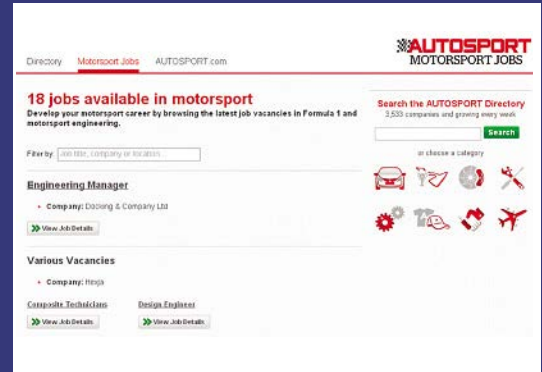 Directory Motorsport Jobs AUTOSPORT.com
AUTOSPORT
MOTORSPORT JOBS
18 jobs available in motorsport
Develop your motorsport career by browsing the latest job vacancies in Formula 1 and
motorsport engineering.
Filter by Job title, company or location
Engineering Manager
Company: Docking & Company Ltd
View Job Details
Various Vacancies
Company: Hexja
Composite Technicians Design Engineer
View Job Details View Job Details
Search the AUTOSPORT Directory
3,533 companies and growing every week
Search
or choose a category